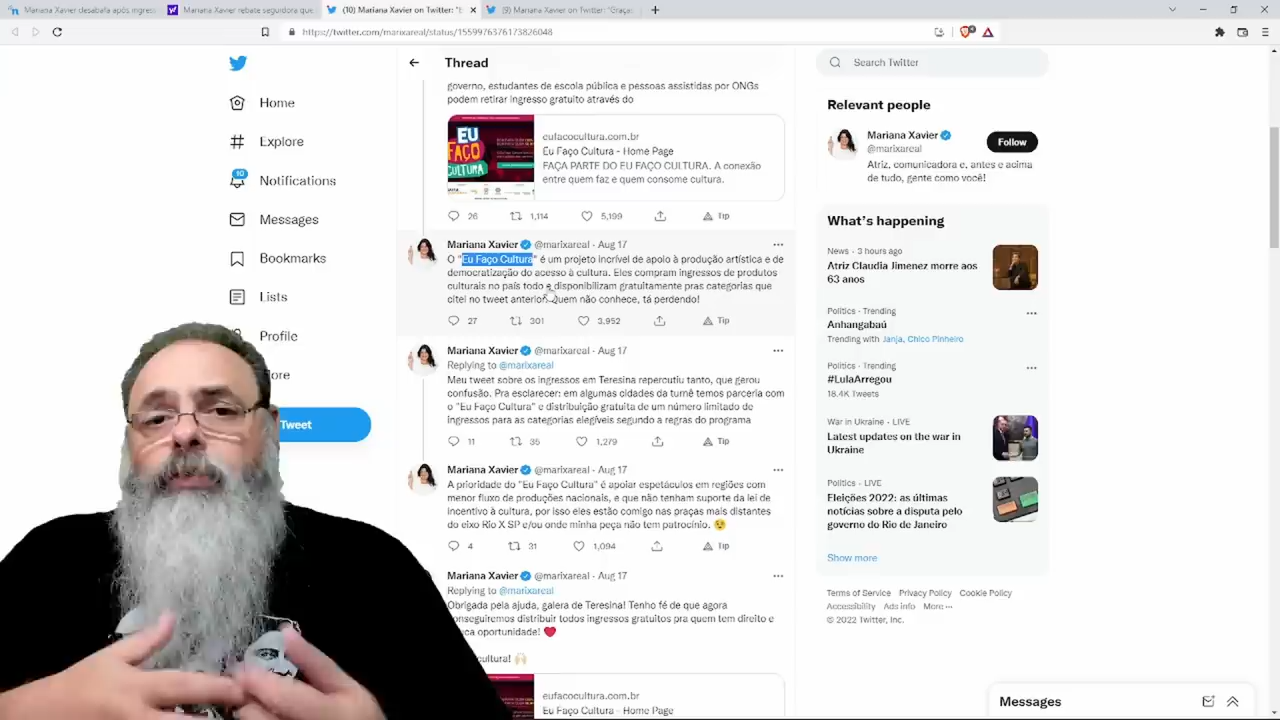 Mariana Xavier desabafa após ingress
Mariana Xavier rebate seguidora que
(10) Mariana Xavier on Twitter: "E
(9) Mariana Xavier on Twitter: "Graças
https://twitter.com/marixareal/status/1559976376173826048
Home
Explore
10
Notifications
Messages
Bookmarks
Lists
Profile
ore
Tweet
Thread
governo, estudantes de escola pública e pessoas assistidas por ONGs
podem retirar ingresso gratuito através do
EU FAÇO CULTURA
eufacocultura.com.br
Eu Faço Cultura - Home Page
FAÇA PARTE DO EU FAÇO CULTURA. A conexão
entre quem faz e quem consome cultura.
26 1,114 5,199 Tip
Mariana Xavier @marixareal · Aug 17
O "Eu Faço Cultura" é um projeto incrível de apoio à produção artística e de
democratização do acesso à cultura. Eles compram ingressos de produtos
culturais no país todo e disponibilizam gratuitamente pras categorias que
citei no tweet anterior. Quem não conhece, tá perdendo!
27 301 3,952 Tip
Mariana Xavier @marixareal · Aug 17
Replying to @marixareal
Meu tweet sobre os ingressos em Teresina repercutiu tanto, que gerou
confusão. Pra esclarecer: em algumas cidades da turnê temos parceria com
o "Eu Faço Cultura" e distribuição gratuita de um número limitado de
ingressos para as categorias elegíveis segundo a regras do programa
11 35 1,279 Tip
Mariana Xavier @marixareal · Aug 17
A prioridade do "Eu Faço Cultura" é apoiar espetáculos em regiões com
menor fluxo de produções nacionais, e que não tenham suporte da lei de
incentivo à cultura, por isso eles estão comigo nas praças mais distantes
do eixo Rio X SP e/ou onde minha peça não tem patrocínio. 😉
4 31 1,094 Tip
Mariana Xavier @marixareal · Aug 17
Replying to @marixareal
Obrigada pela ajuda, galera de Teresina! Tenho fé de que agora
conseguiremos distribuir todos ingressos gratuitos pra quem tem direito e
ca oportunidade! ❤️
cultura! 🙌🏻
eufacocultura.com.br
Eu Faço Cultura - Home Page
Search Twitter
Relevant people
Mariana Xavier
@marixareal
Follow
Atriz, comunicadora e, antes e acima
de tudo, gente como você!
What's happening
News · 3 hours ago
Atriz Claudia Jimenez morre aos
63 anos
Politics · Trending
Anhangabaú
Trending with Janja, Chico Pinheiro
Politics · Trending
#LulaArregou
18.4K Tweets
War in Ukraine · LIVE
Latest updates on the war in
Ukraine
Politics · LIVE
Eleições 2022: as últimas
notícias sobre a disputa pelo
governo do Rio de Janeiro
Show more
Terms of Service Privacy Policy Cookie Policy
Accessibility Ads info More ···
© 2022 Twitter, Inc.
Messages